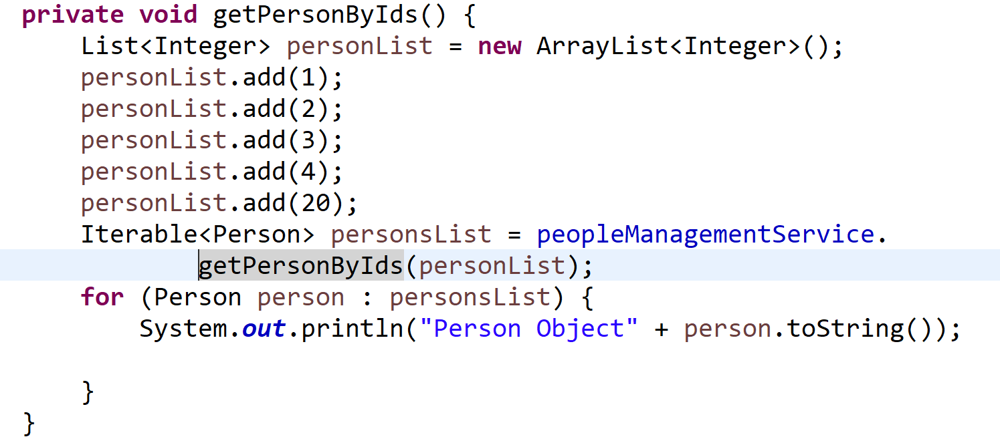 private void getPersonByIds() {
    List<Integer> personList = new ArrayList<Integer>();
    personList.add(1);
    personList.add(2);
    personList.add(3);
    personList.add(4);
    personList.add(20);
    Iterable<Person> personsList = peopleManagementService.
            getPersonByIds(personList);
    for (Person person : personsList) {
        System.out.println("Person Object" + person.toString());
    }
}